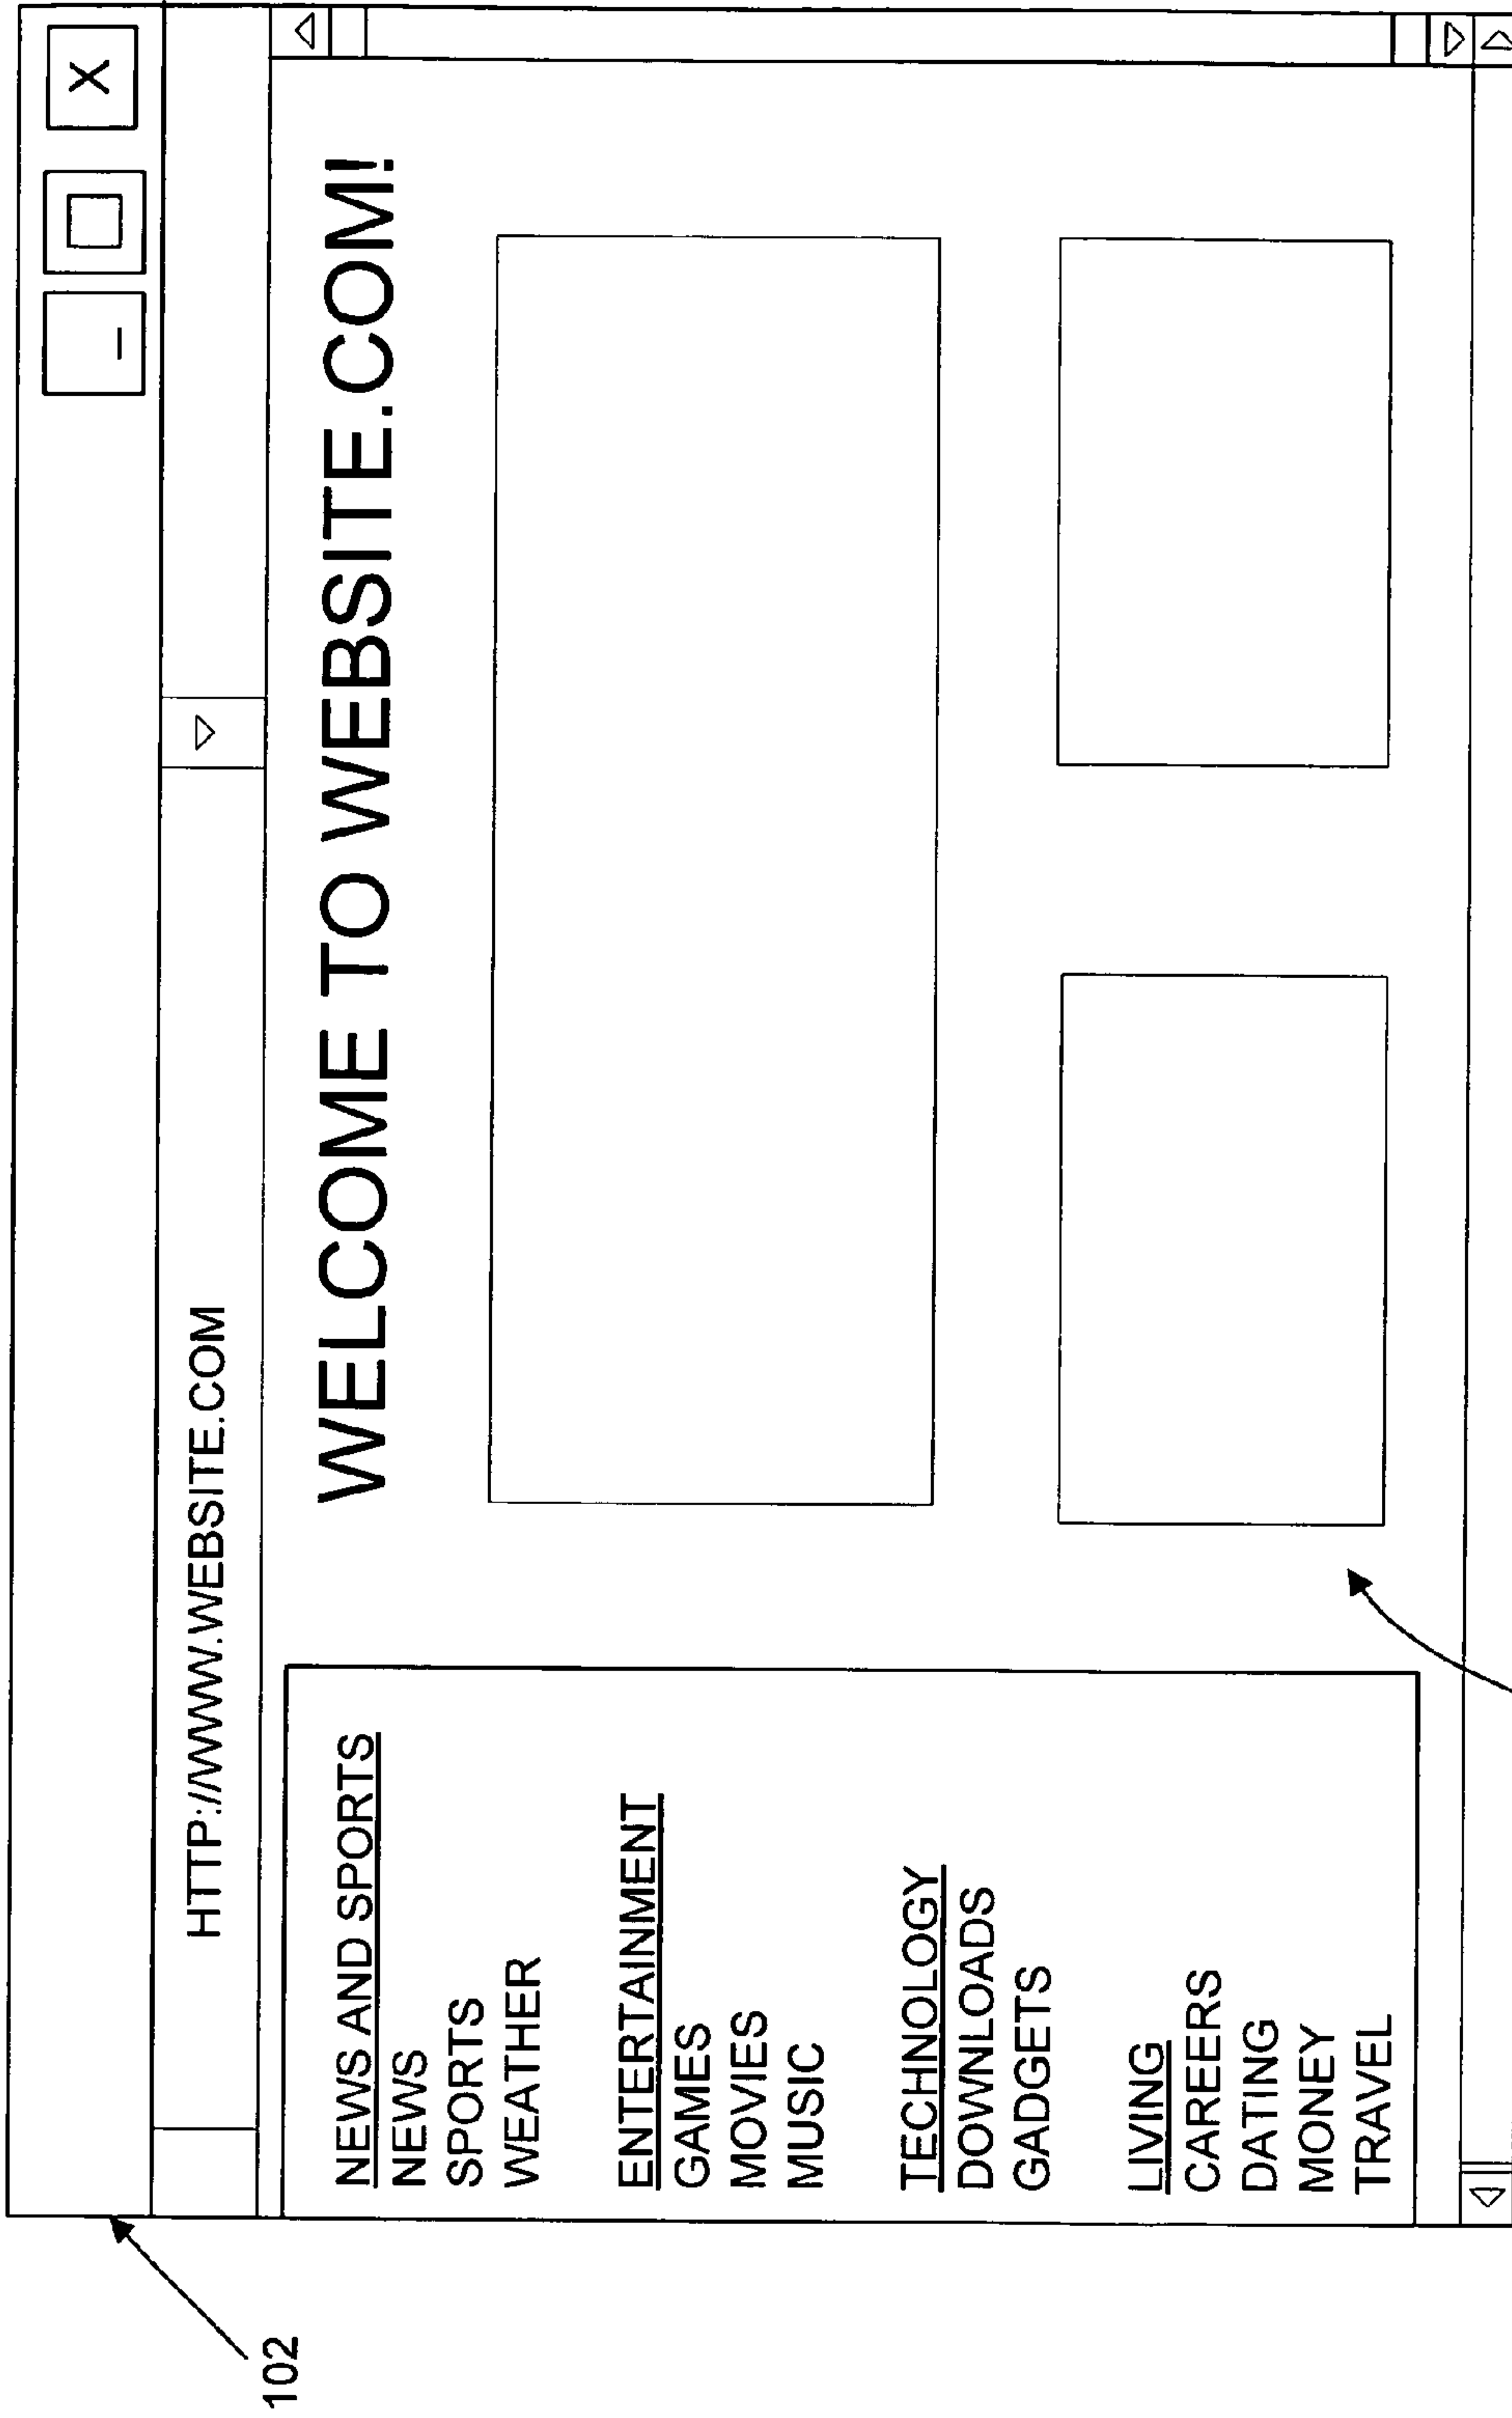 X
HTTP://WWW.WEBSITE.COM
WELCOME TO WEBSITE.COM!
NEWS AND SPORTS
NEWS
SPORTS
WEATHER
ENTERTAINMENT
GAMES
MOVIES
MUSIC
TECHNOLOGY
DOWNLOADS
GADGETS
LIVING
CAREERS
DATING
MONEY
TRAVEL
102